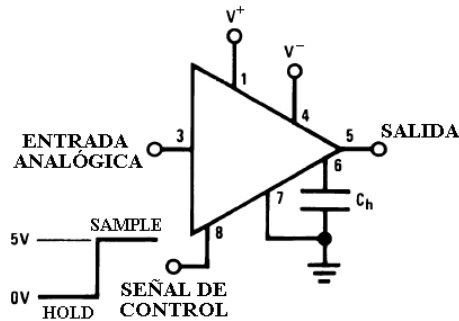 V+
V−
1
4
ENTRADA
ANALÓGICA
3
5
SALIDA
6
7
Ch
8
SAMPLE
5V
0V
HOLD
SEÑAL DE
CONTROL